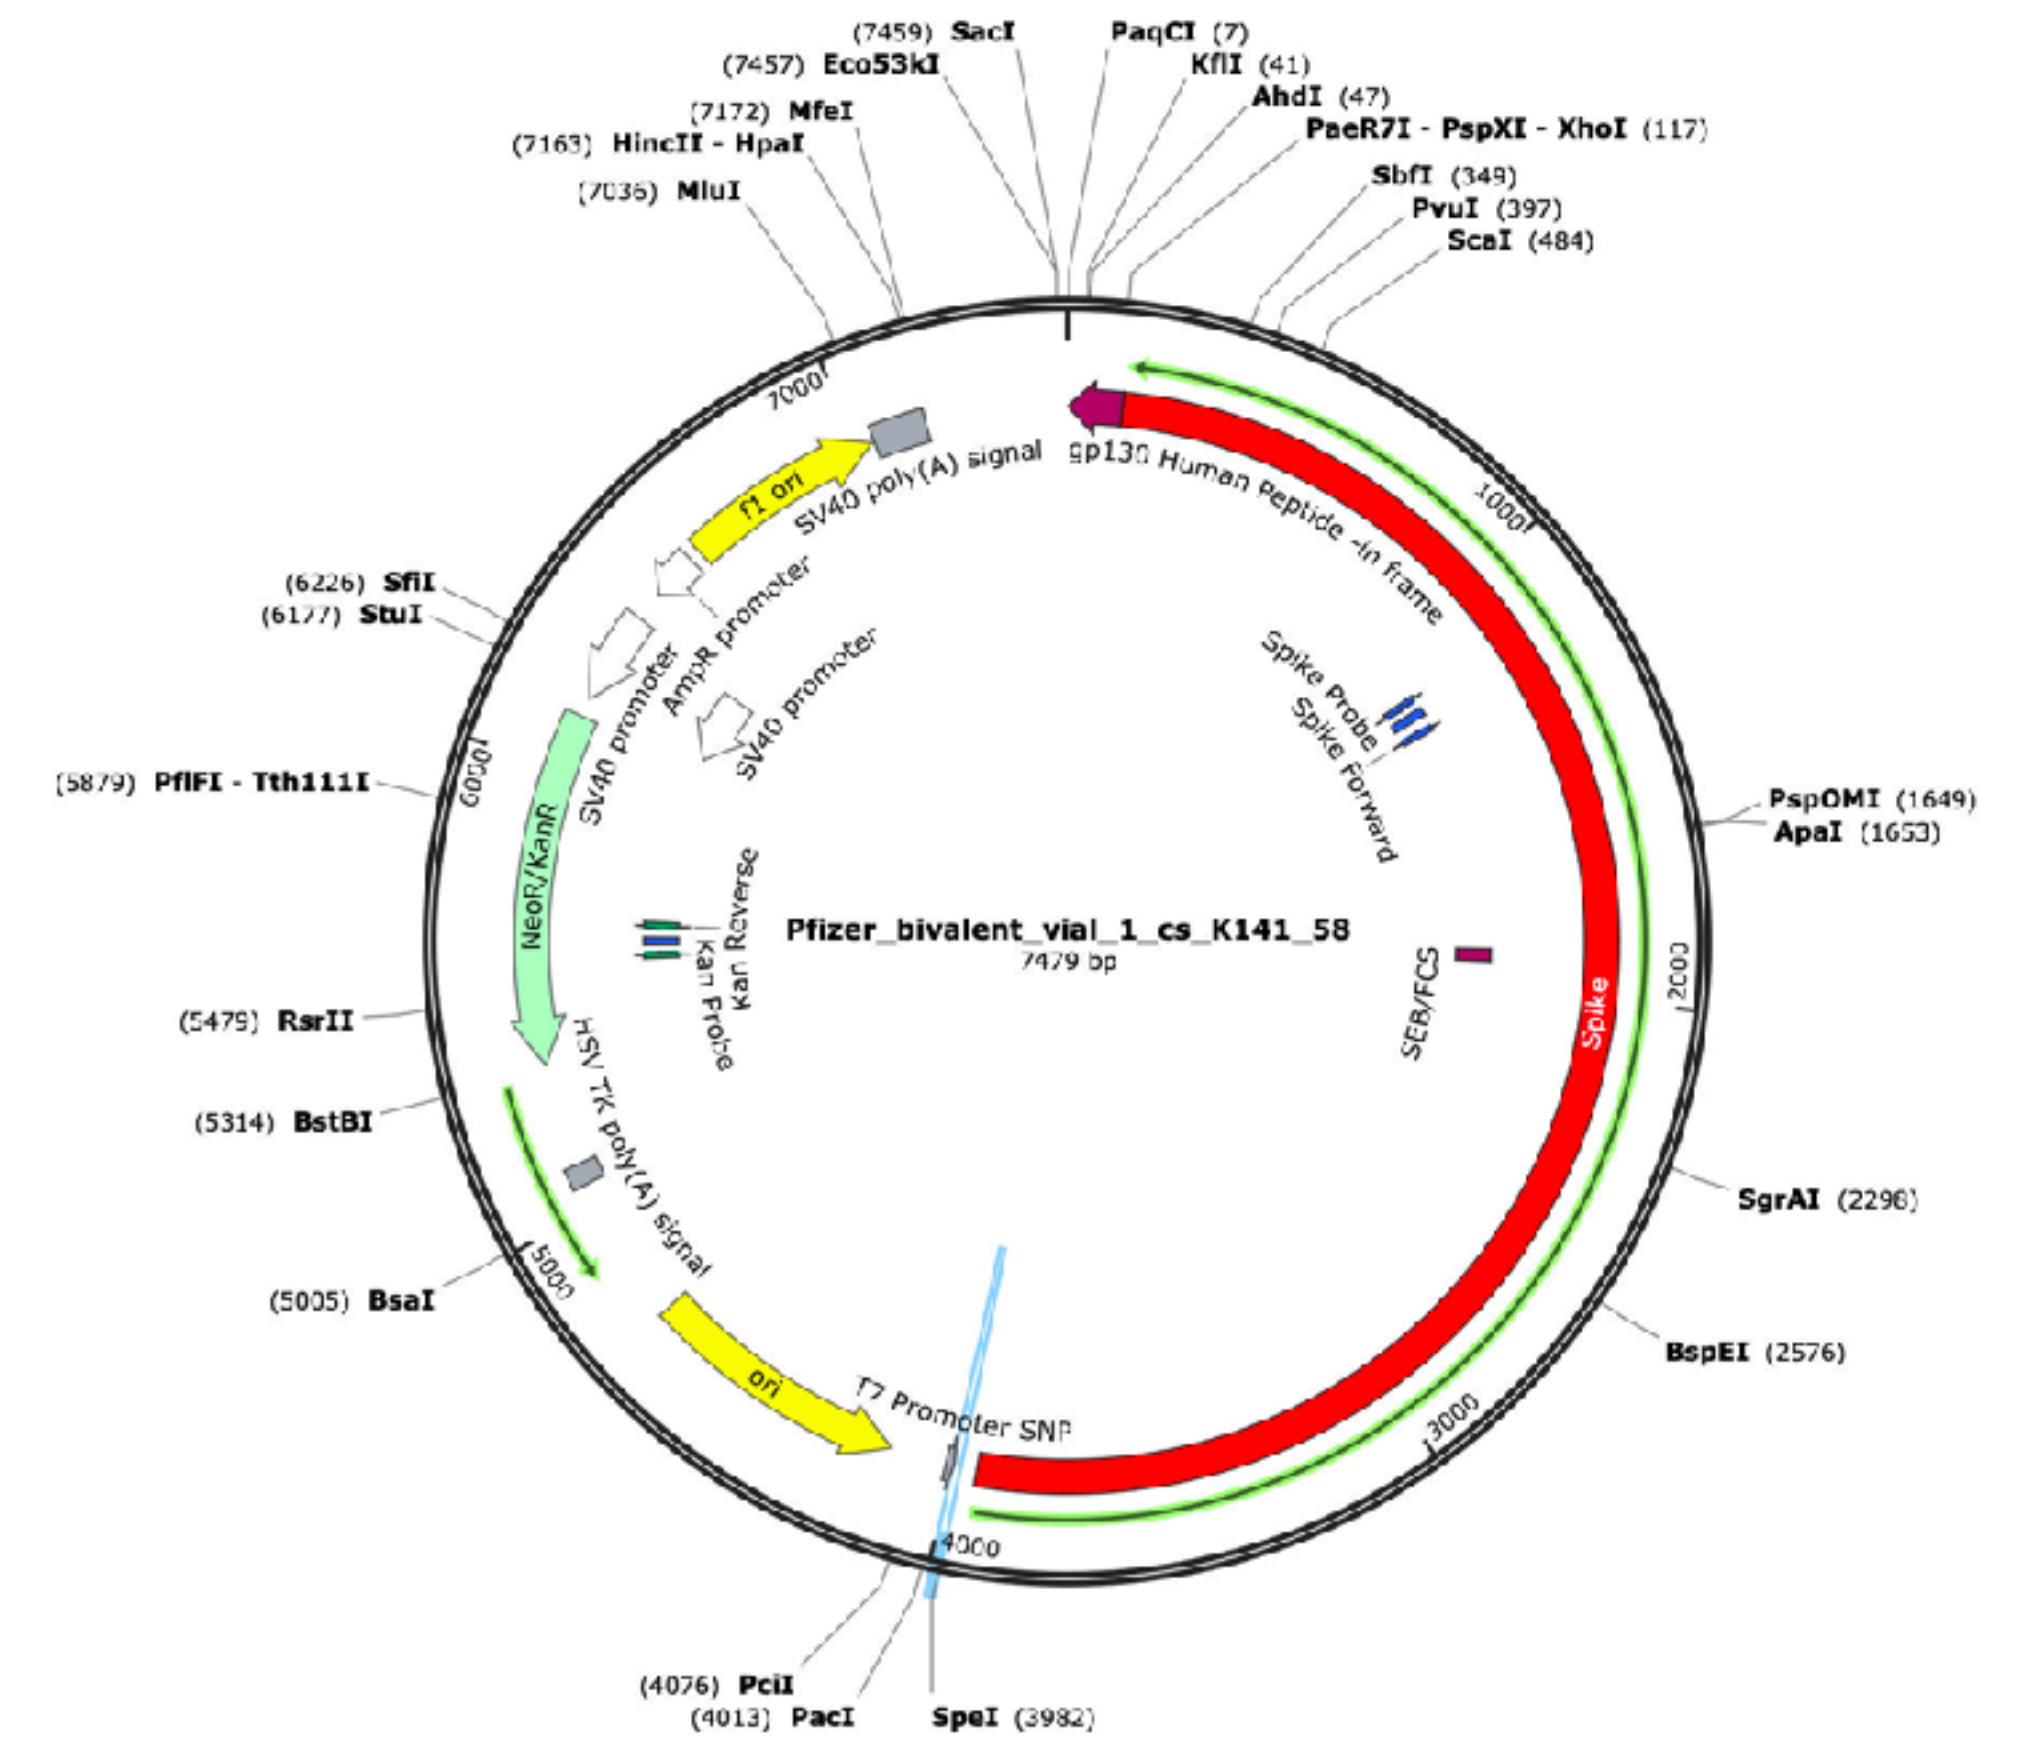 (7459) SacI
(7457) Eco53kI
(7172) MfeI
(7163) HincII - HpaI
(7036) MluI
PaqCI (7)
KflI (41)
AhdI (47)
PaeR7I - PspXI - XhoI (117)
SbfI (349)
PvuI (397)
ScaI (484)
7000
1000
f1 ori
SV40 poly(A) signal
gp130 Human Peptide -in frame
(6226) SfiI
(6177) StuI
AmpR promoter
SV40 promoter
SV40 promoter
Spike Probe
Spike Forward
(5879) PflFI - Tth111I
6000
NeoR/KanR
PspOMI (1649)
ApaI (1653)
Kan Reverse
Kan Probe
Pfizer_bivalent_vial_1_cs_K141_58
7479 bp
SEB/FCS
Spike
2000
(5479) RsrII
(5314) BstBI
HSV TK poly(A) signal
SgrAI (2298)
(5005) BsaI
5000
BspEI (2576)
3000
ori
T7 Promoter SNP
4000
(4076) PciI
(4013) PacI
SpeI (3982)